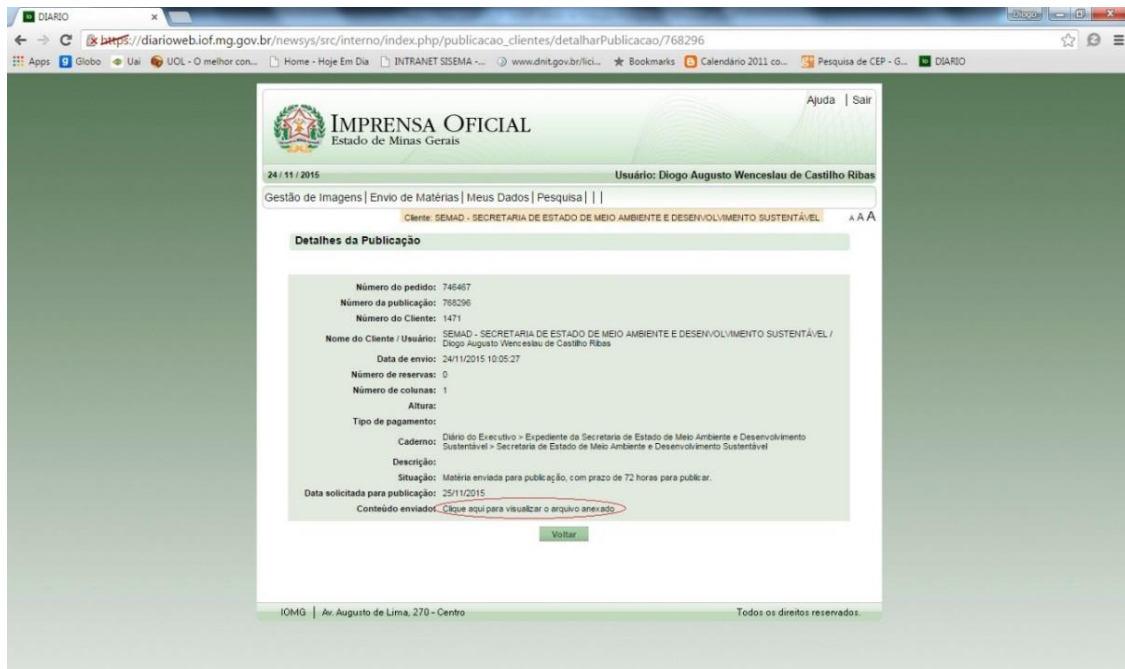 DIARIO
Diogo
https://diarioweb.iof.mg.gov.br/newsys/src/interno/index.php/publicacao_clientes/detalharPublicacao/768296
Apps Globo Uai UOL - O melhor con... Home - Hoje Em Dia INTRANET SISEMA -... www.dnit.gov.br/lici... Bookmarks Calendário 2011 co... Pesquisa de CEP - G... DIARIO
Ajuda | Sair
IMPRENSA OFICIAL
Estado de Minas Gerais
24 / 11 / 2015 Usuário: Diogo Augusto Wenceslau de Castilho Ribas
Gestão de Imagens | Envio de Matérias | Meus Dados | Pesquisa | | |
Cliente: SEMAD - SECRETARIA DE ESTADO DE MEIO AMBIENTE E DESENVOLVIMENTO SUSTENTÁVEL A A A
Detalhes da Publicação
Número do pedido: 746467
Número da publicação: 768296
Número do Cliente: 1471
Nome do Cliente / Usuário: SEMAD - SECRETARIA DE ESTADO DE MEIO AMBIENTE E DESENVOLVIMENTO SUSTENTÁVEL /
Diogo Augusto Wenceslau de Castilho Ribas
Data de envio: 24/11/2015 10:05:27
Número de reservas: 0
Número de colunas: 1
Altura:
Tipo de pagamento:
Caderno: Diário do Executivo > Expediente da Secretaria de Estado de Meio Ambiente e Desenvolvimento
Sustentável > Secretaria de Estado de Meio Ambiente e Desenvolvimento Sustentável
Descrição:
Situação: Matéria enviada para publicação, com prazo de 72 horas para publicar.
Data solicitada para publicação: 25/11/2015
Conteúdo enviado: Clique aqui para visualizar o arquivo anexado
Voltar
IOMG | Av. Augusto de Lima, 270 - Centro Todos os direitos reservados.